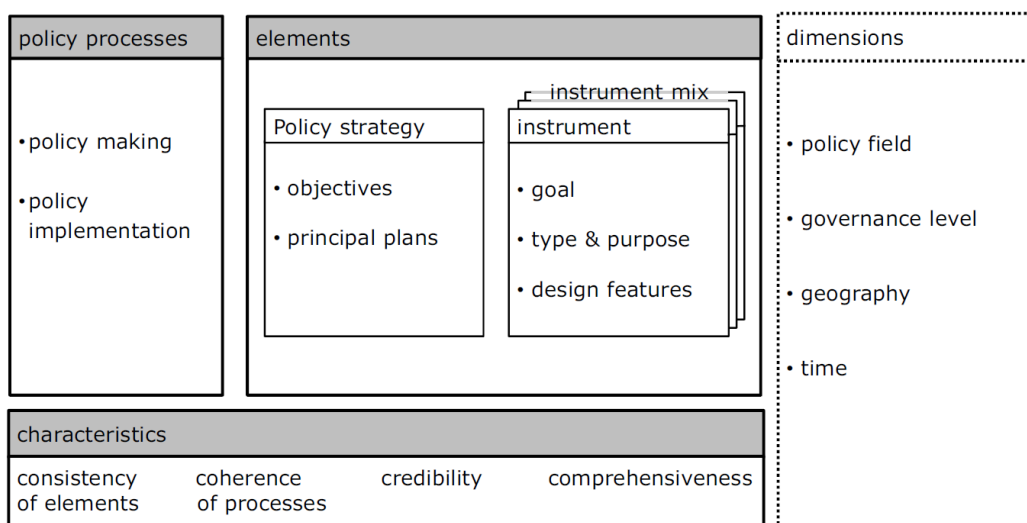 policy processes
•policy making
•policy
implementation
elements
Policy strategy
• objectives
• principal plans
instrument mix
instrument
• goal
• type & purpose
• design features
dimensions
• policy field
• governance level
• geography
• time
characteristics
consistency
of elements
coherence
of processes
credibility
comprehensiveness